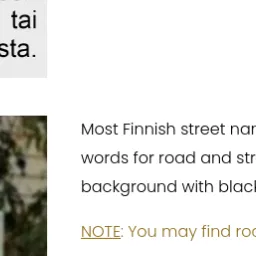 tai
sta.
Most Finnish street nar
words for road and str
background with black
NOTE: You may find roa